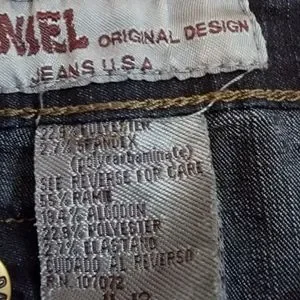 NIEL ORIGINAL DESIGN
JEANS U.S.A.
22.9% POLYESTER
2.7% SPANDEX
(polycarbaminate)
SEE REVERSE FOR CARE
55% RAMIE
19.4% ALGODON
22.9% POLYESTER
2.7% ELASTANO
CUIDADO AL REVERSO
R.N. 107072